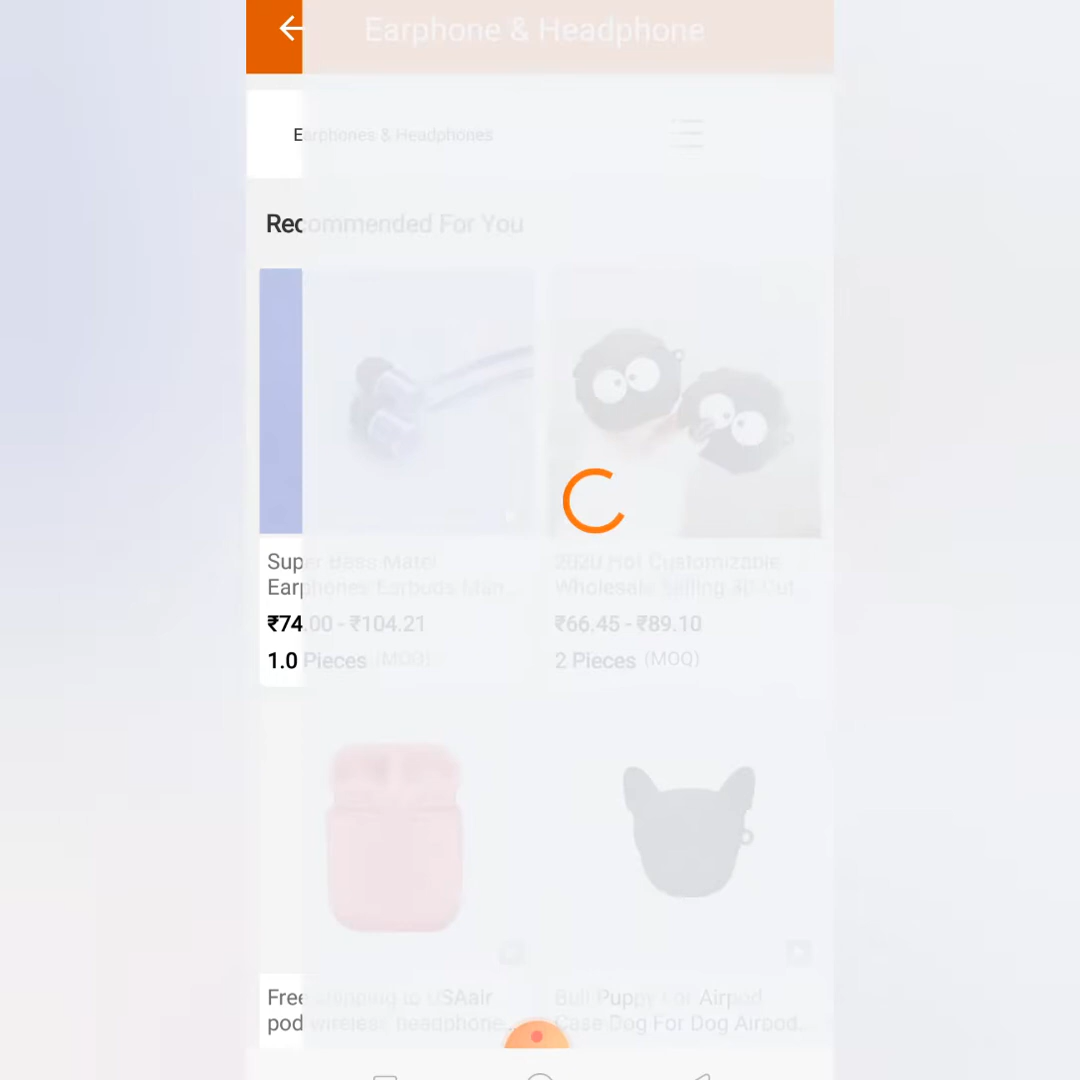 Earphone & Headphone
Earphones & Headphones
Recommended For You
Super Bass Matel
Earphones Earbuds Man...
₹74.00 - ₹104.21
1.0 Pieces (MOQ)
2020 Hot Customizable
Wholesale Selling 3D Cut...
₹66.45 - ₹89.10
2 Pieces (MOQ)
Free shipping to USAair
pod wireless headphone...
Bull Puppy For Airpod
Case Dog For Dog Airpod...